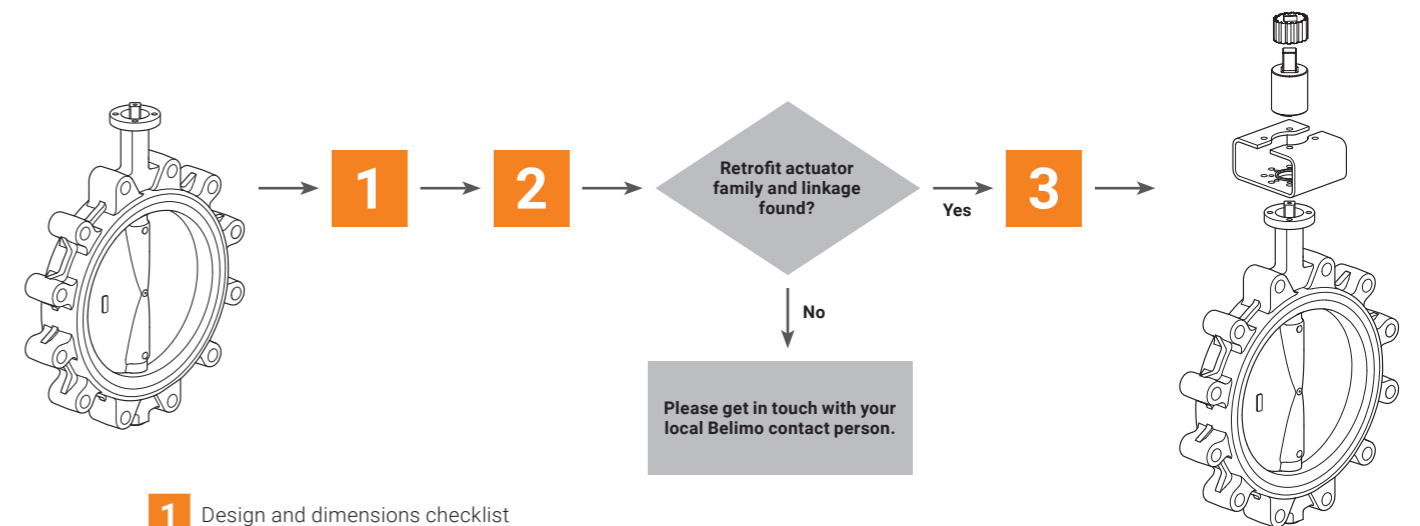 1
2
Retrofit actuator
family and linkage
found?
Yes
3
No
Please get in touch with your
local Belimo contact person.
1 Design and dimensions checklist